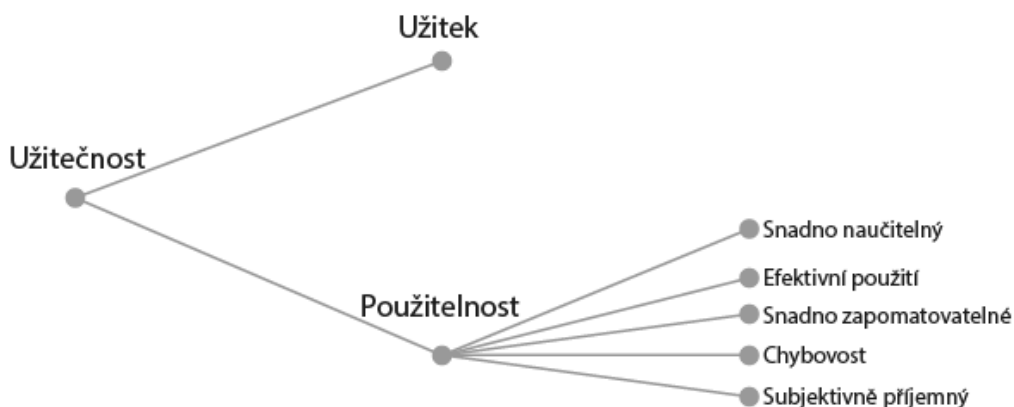 Užitek
Užitečnost
Snadno naučitelný
Efektivní použití
Použitelnost
Snadno zapomatovatelné
Chybovost
Subjektivně příjemný